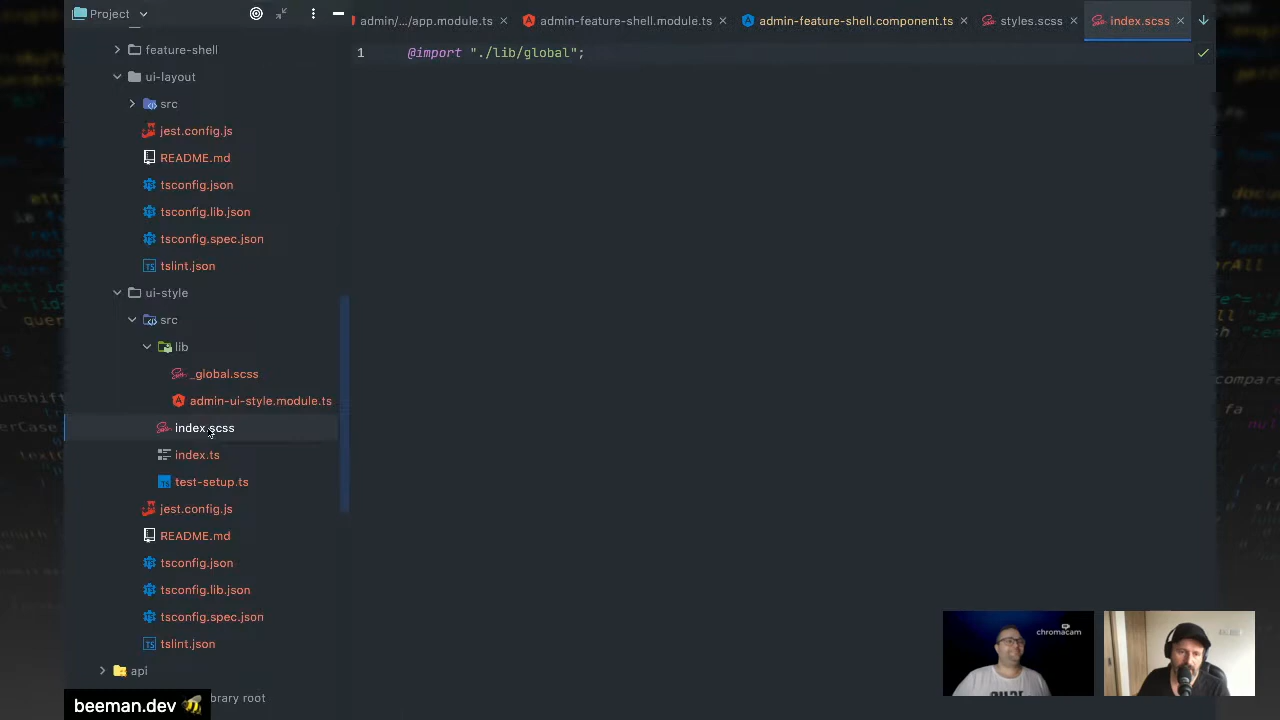 Project
admin/.../app.module.ts
admin-feature-shell.module.ts
admin-feature-shell.component.ts
styles.scss
index.scss
1 @import "./lib/global";
feature-shell
ui-layout
src
jest.config.js
README.md
tsconfig.json
tsconfig.lib.json
tsconfig.spec.json
tslint.json
ui-style
src
lib
_global.scss
admin-ui-style.module.ts
index.scss
index.ts
test-setup.ts
jest.config.js
README.md
tsconfig.json
tsconfig.lib.json
tsconfig.spec.json
tslint.json
api
brary root
beeman.dev
chromacam